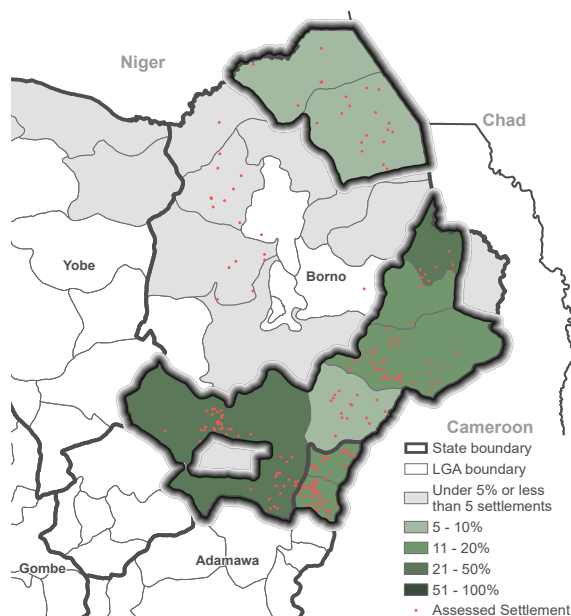 Niger
Chad
Yobe
Borno
Cameroon
State boundary
LGA boundary
Under 5% or less
than 5 settlements
5 - 10%
11 - 20%
21 - 50%
51 - 100%
Assessed Settlement
Adamawa
Gombe